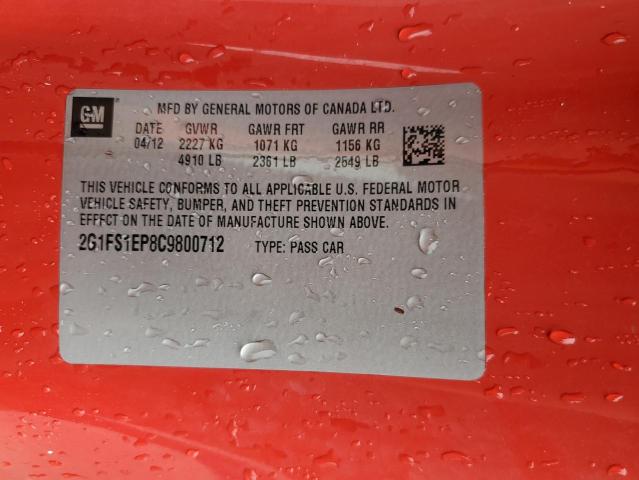 GM
MFD BY GENERAL MOTORS OF CANADA LTD.
DATE GVWR GAWR FRT GAWR RR
04/12 2227 KG 1071 KG 1156 KG
4910 LB 2361 LB 2549 LB
THIS VEHICLE CONFORMS TO ALL APPLICABLE U.S. FEDERAL MOTOR
VEHICLE SAFETY, BUMPER, AND THEFT PREVENTION STANDARDS IN
EFFECT ON THE DATE OF MANUFACTURE SHOWN ABOVE.
2G1FS1EP8C9800712 TYPE: PASS CAR